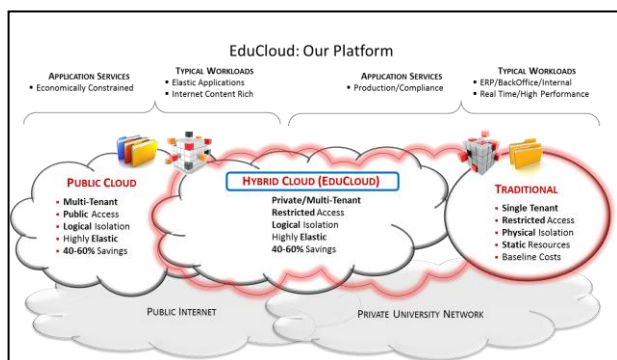 EduCloud: Our Platform
APPLICATION SERVICES
▪ Economically Constrained
TYPICAL WORKLOADS
▪ Elastic Applications
▪ Internet Content Rich
APPLICATION SERVICES
▪ Production/Compliance
TYPICAL WORKLOADS
▪ ERP/BackOffice/Internal
▪ Real Time/High Performance
PUBLIC CLOUD
▪ Multi-Tenant
▪ Public Access
▪ Logical Isolation
▪ Highly Elastic
▪ 40-60% Savings
HYBRID CLOUD (EDUCLOUD)
Private/Multi-Tenant
Restricted Access
Logical Isolation
Highly Elastic
40-60% Savings
TRADITIONAL
▪ Single Tenant
▪ Restricted Access
▪ Physical Isolation
▪ Static Resources
▪ Baseline Costs
PUBLIC INTERNET
PRIVATE UNIVERSITY NETWORK